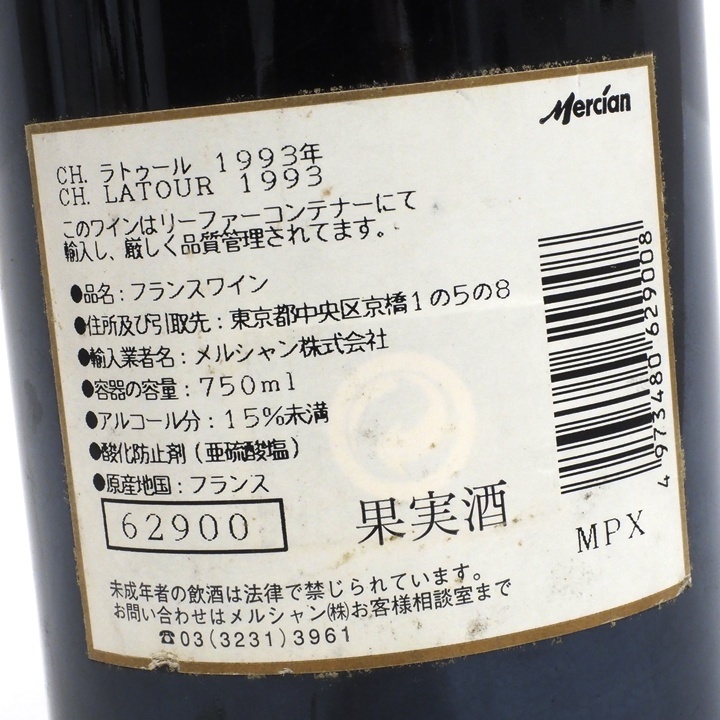 Mercian
CH. ラトゥール 1993年
CH. LATOUR 1993
このワインはリーファーコンテナーにて
輸入し、厳しく品質管理されてます。
●品名：フランスワイン
●住所及び引取先：東京都中央区京橋1の5の8
●輸入業者名：メルシャン株式会社
●容器の容量：750ml
●アルコール分：15%未満
●酸化防止剤（亜硫酸塩）
●原産地国：フランス
62900
果実酒
4 973480 629008
MPX
未成年者の飲酒は法律で禁じられています。
お問い合わせはメルシャン㈱お客様相談室まで
☎03(3231)3961